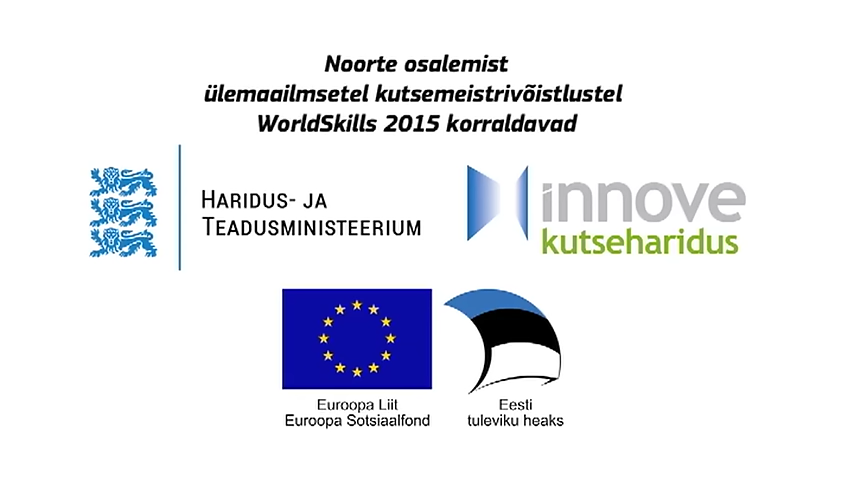 Noorte osalemist
ülemaailmsetel kutsemeistrivõistlustel
WorldSkills 2015 korraldavad
HARIDUS- JA
TEADUSMINISTEERIUM
innove
kutseharidus
Euroopa Liit
Euroopa Sotsiaalfond
Eesti
tuleviku heaks